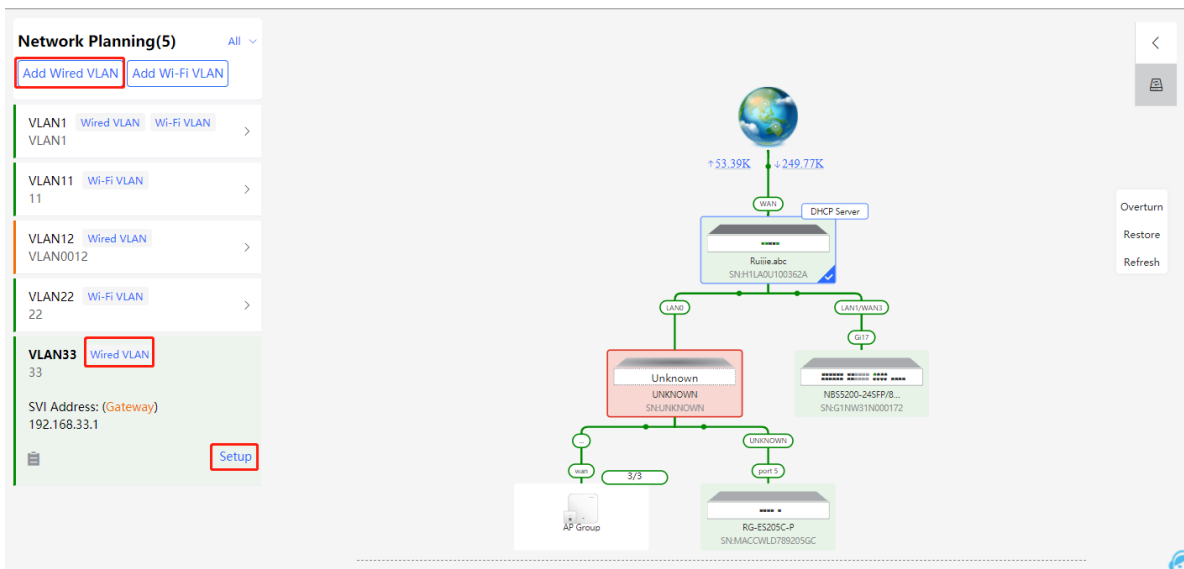 Network Planning(5) All
Add Wired VLAN Add Wi-Fi VLAN
VLAN1 Wired VLAN Wi-Fi VLAN
VLAN1
VLAN11 Wi-Fi VLAN
11
VLAN12 Wired VLAN
VLAN0012
VLAN22 Wi-Fi VLAN
22
VLAN33 Wired VLAN
33
SVI Address: (Gateway)
192.168.33.1
Setup
↑53.39K ↓249.77K
WAN
DHCP Server
Ruijie.abc
SN:H1LA0U100362A
LAN0
LAN1/WAN3
Gi17
Unknown
UNKNOWN
SN:UNKNOWN
NBS5200-24SFP/8...
SN:G1NW31N000172
...
UNKNOWN
wan
3/3
port 5
AP Group
RG-ES205C-P
SN:MACCWLD789205GC
Overturn
Restore
Refresh